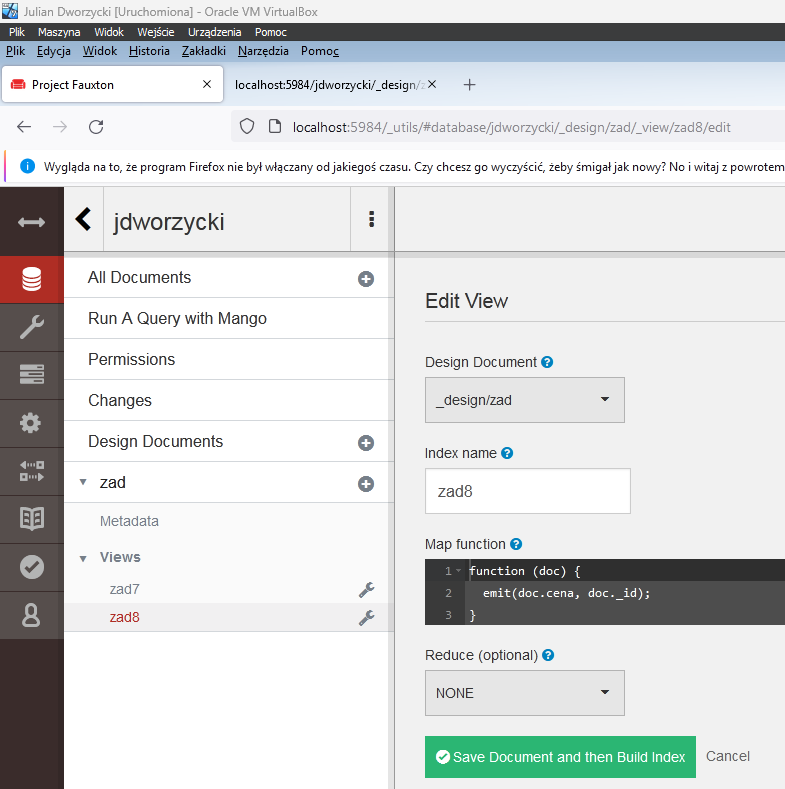 Julian Dworzycki [Uruchomiona] - Oracle VM VirtualBox
Plik Maszyna Widok Wejście Urządzenia Pomoc
Plik Edycja Widok Historia Zakładki Narzędzia Pomoc
Project Fauxton
localhost:5984/jdworzycki/_design/z
localhost:5984/_utils/#database/jdworzycki/_design/zad/_view/zad8/edit
Wygląda na to, że program Firefox nie był włączany od jakiegoś czasu. Czy chcesz go wyczyścić, żeby śmigał jak nowy? No i witaj z powrotem
jdworzycki
All Documents
Run A Query with Mango
Permissions
Changes
Design Documents
zad
Metadata
Views
zad7
zad8
Edit View
Design Document
_design/zad
Index name
zad8
Map function
1 function (doc) {
2 emit(doc.cena, doc._id);
3 }
Reduce (optional)
NONE
Save Document and then Build Index Cancel